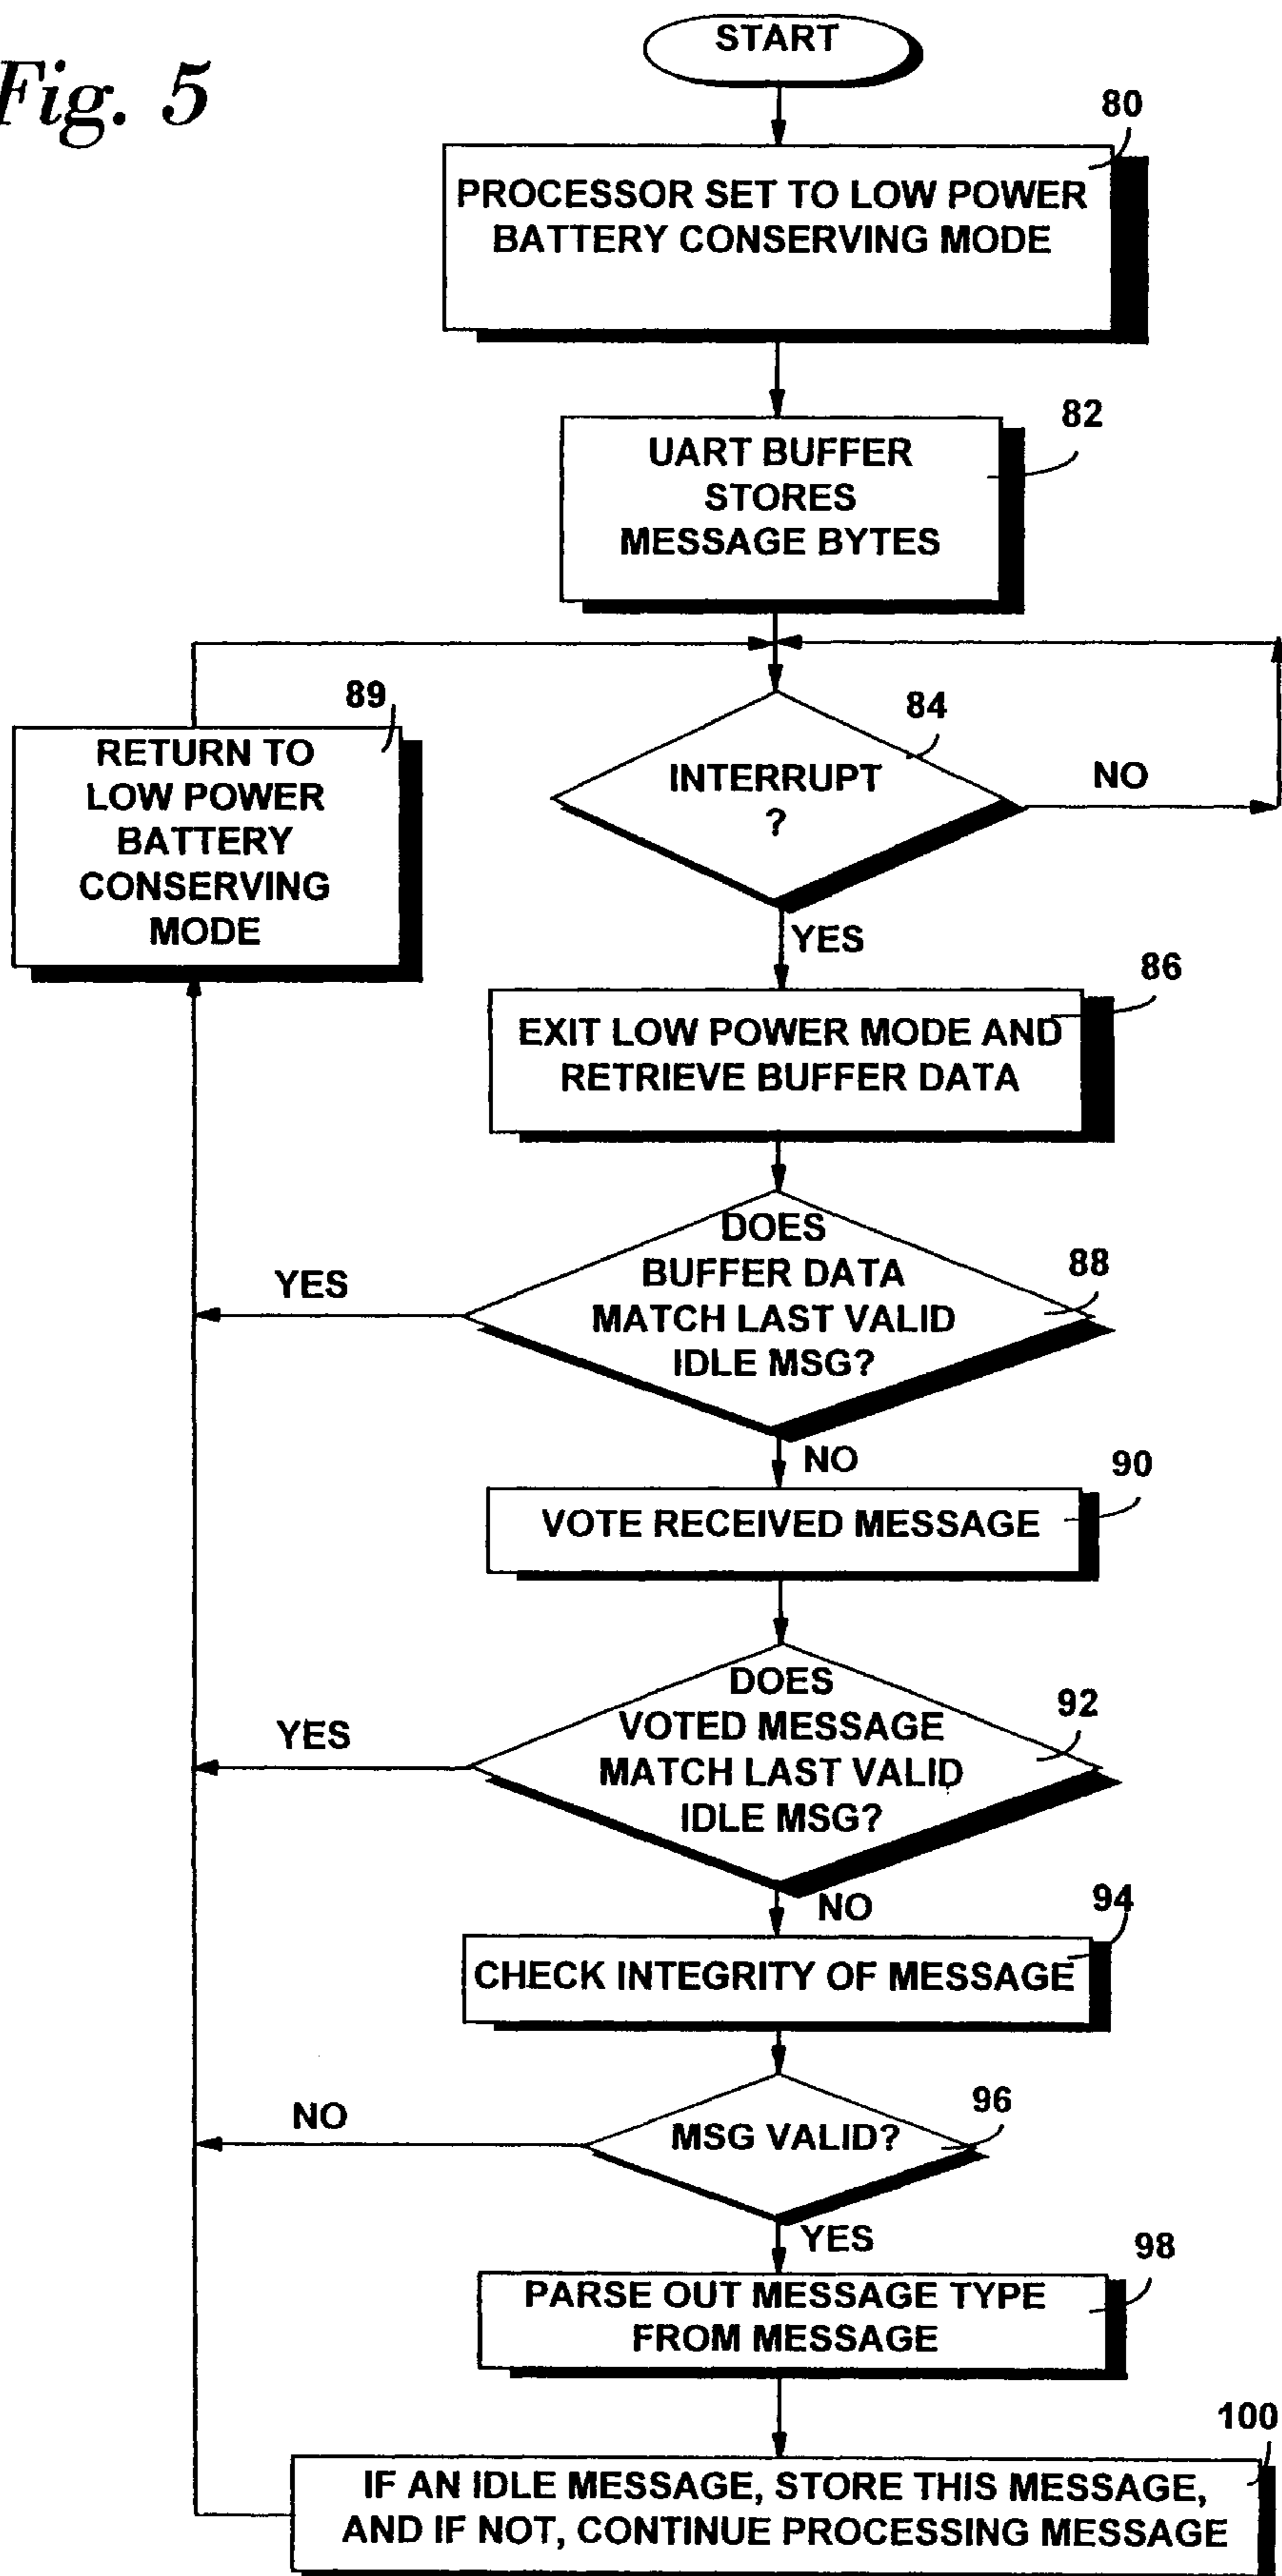 Fig. 5
START
80
PROCESSOR SET TO LOW POWER
BATTERY CONSERVING MODE
82
UART BUFFER
STORES
MESSAGE BYTES
89
RETURN TO
LOW POWER
BATTERY
CONSERVING
MODE
84
INTERRUPT
?
NO
YES
86
EXIT LOW POWER MODE AND
RETRIEVE BUFFER DATA
88
DOES
BUFFER DATA
MATCH LAST VALID
IDLE MSG?
YES
NO
90
VOTE RECEIVED MESSAGE
92
DOES
VOTED MESSAGE
MATCH LAST VALID
IDLE MSG?
YES
NO
94
CHECK INTEGRITY OF MESSAGE
96
MSG VALID?
NO
YES
98
PARSE OUT MESSAGE TYPE
FROM MESSAGE
100
IF AN IDLE MESSAGE, STORE THIS MESSAGE,
AND IF NOT, CONTINUE PROCESSING MESSAGE